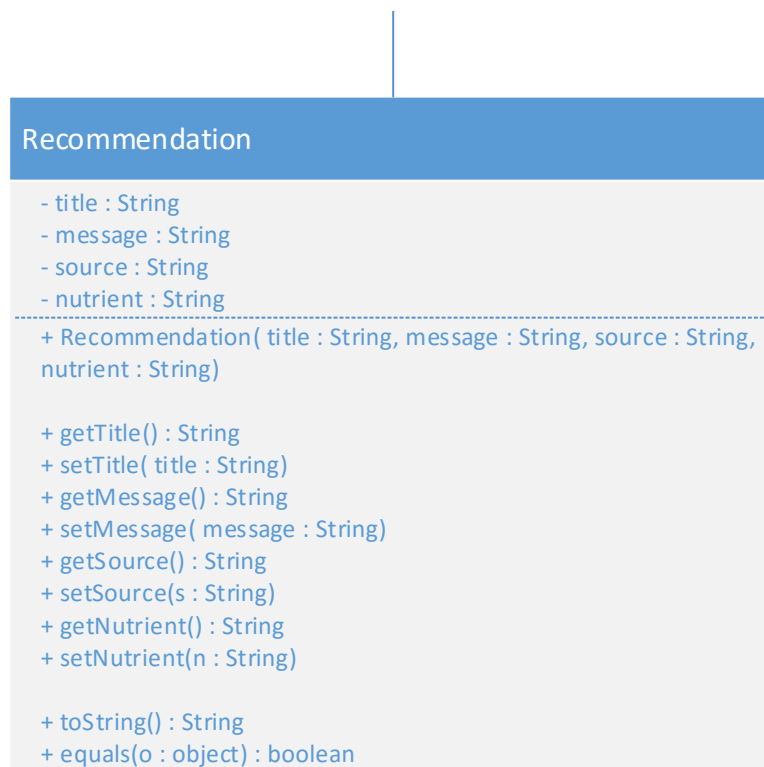 Recommendation
- title : String
- message : String
- source : String
- nutrient : String
+ Recommendation( title : String, message : String, source : String,
nutrient : String)
+ getTitle() : String
+ setTitle( title : String)
+ getMessage() : String
+ setMessage( message : String)
+ getSource() : String
+ setSource(s : String)
+ getNutrient() : String
+ setNutrient(n : String)
+ toString() : String
+ equals(o : object) : boolean